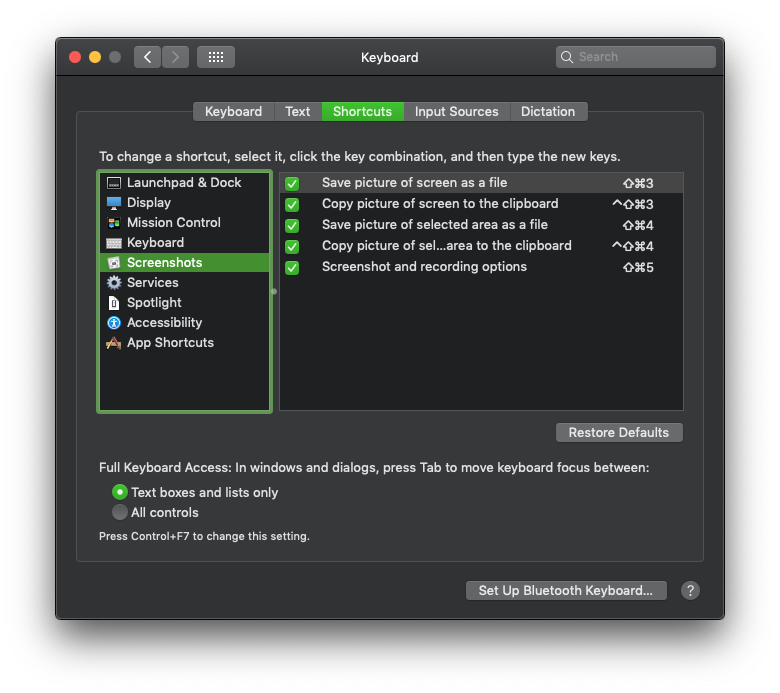 Keyboard
Search
Keyboard Text Shortcuts Input Sources Dictation
To change a shortcut, select it, click the key combination, and then type the new keys.
Launchpad & Dock
Display
Mission Control
Keyboard
Screenshots
Services
Spotlight
Accessibility
App Shortcuts
Save picture of screen as a file ⇧⌘3
Copy picture of screen to the clipboard ^⇧⌘3
Save picture of selected area as a file ⇧⌘4
Copy picture of sel...area to the clipboard ^⇧⌘4
Screenshot and recording options ⇧⌘5
Restore Defaults
Full Keyboard Access: In windows and dialogs, press Tab to move keyboard focus between:
Text boxes and lists only
All controls
Press Control+F7 to change this setting.
Set Up Bluetooth Keyboard... ?